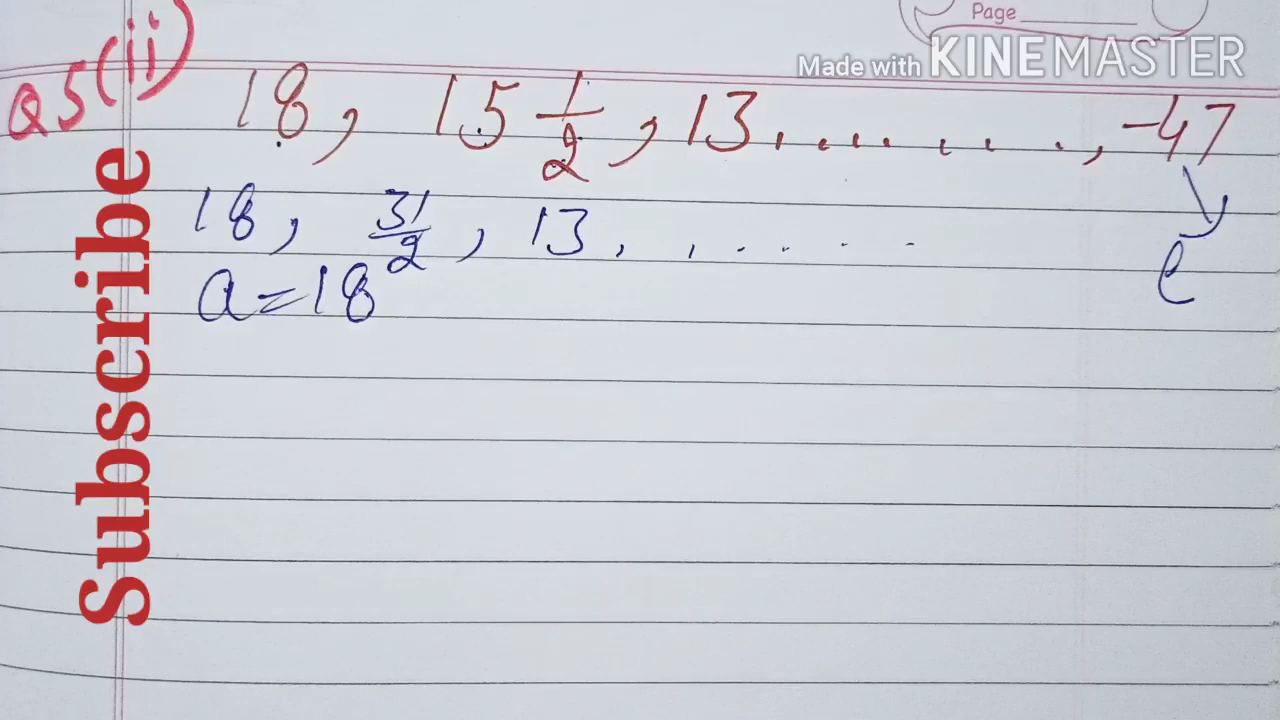 Page
Made with KINEMASTER
Q5(ii) 18, 15 1/2, 13, ......., -47
18, 31/2, 13, , . . . . .
l
a=18
Subscribe